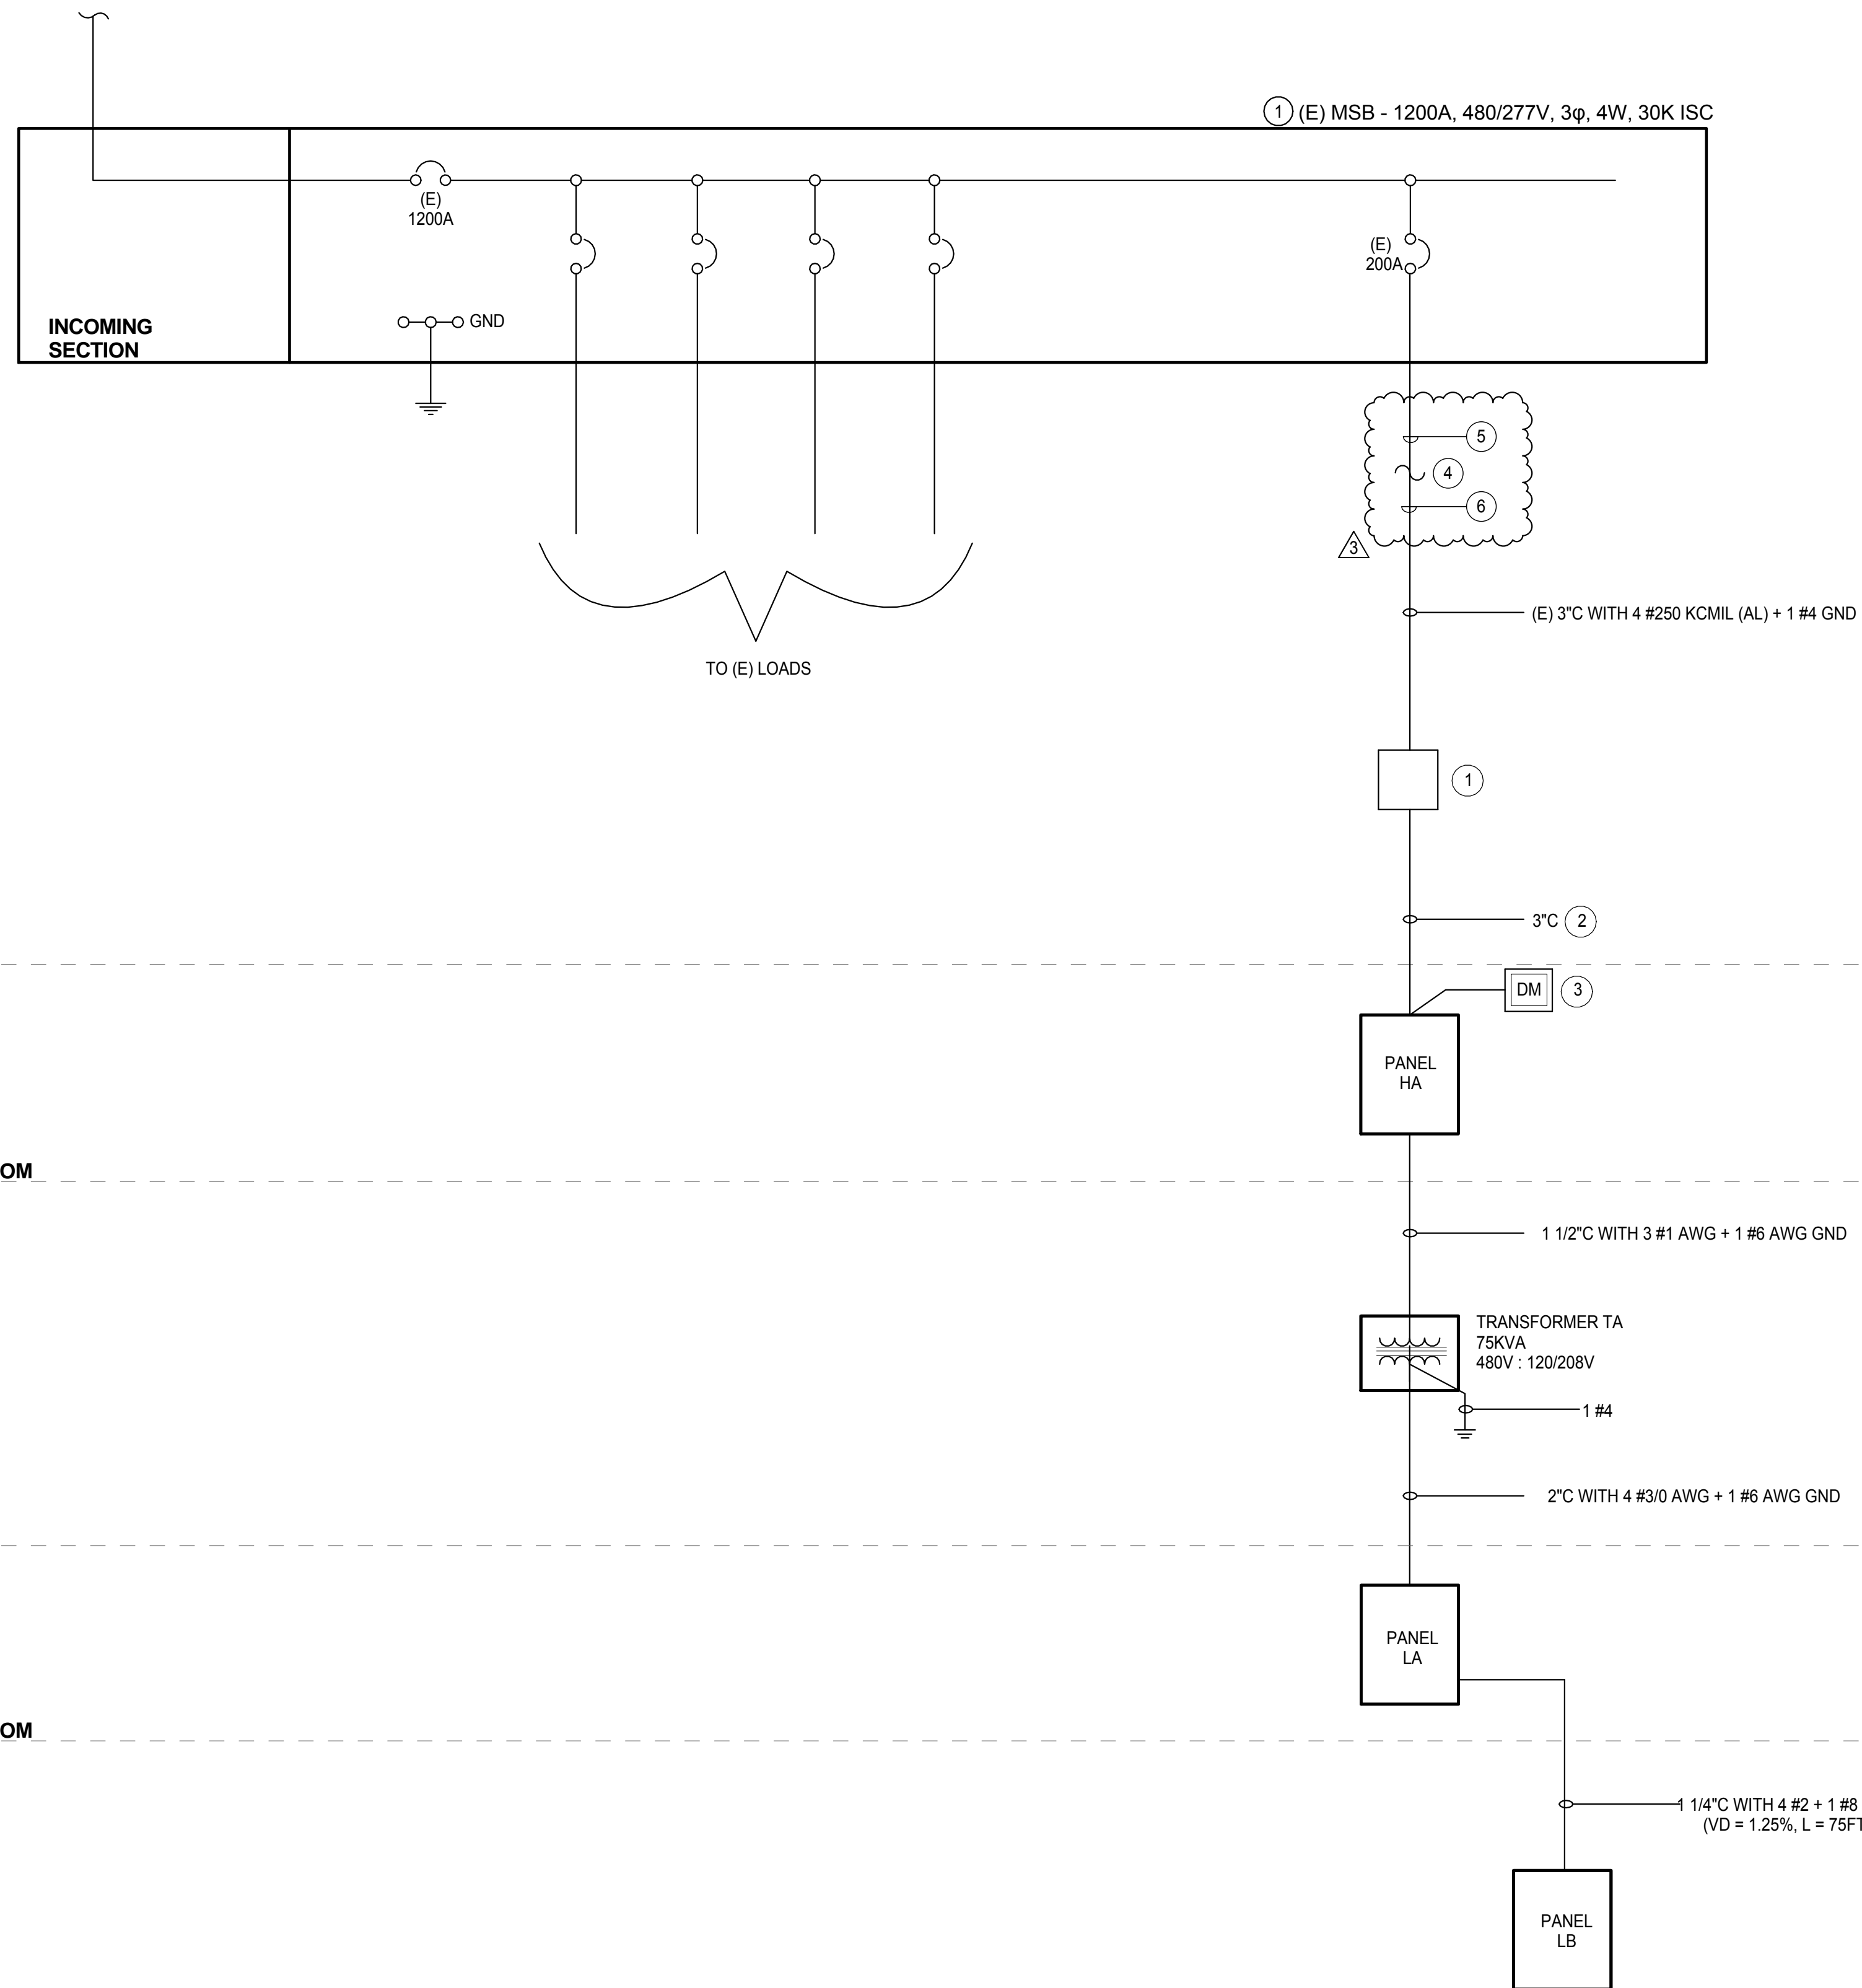 1 (E) MSB - 1200A, 480/277V, 3φ, 4W, 30K ISC
(E)
1200A
(E)
200A
GND
INCOMING
SECTION
5
4
6
3
(E) 3"C WITH 4 #250 KCMIL (AL) + 1 #4 GND
TO (E) LOADS
1
3"C 2
DM 3
PANEL
HA
OM
1 1/2"C WITH 3 #1 AWG + 1 #6 AWG GND
TRANSFORMER TA
75KVA
480V : 120/208V
1 #4
2"C WITH 4 #3/0 AWG + 1 #6 AWG GND
PANEL
LA
OM
1 1/4"C WITH 4 #2 + 1 #8
(VD = 1.25%, L = 75FT
PANEL
LB